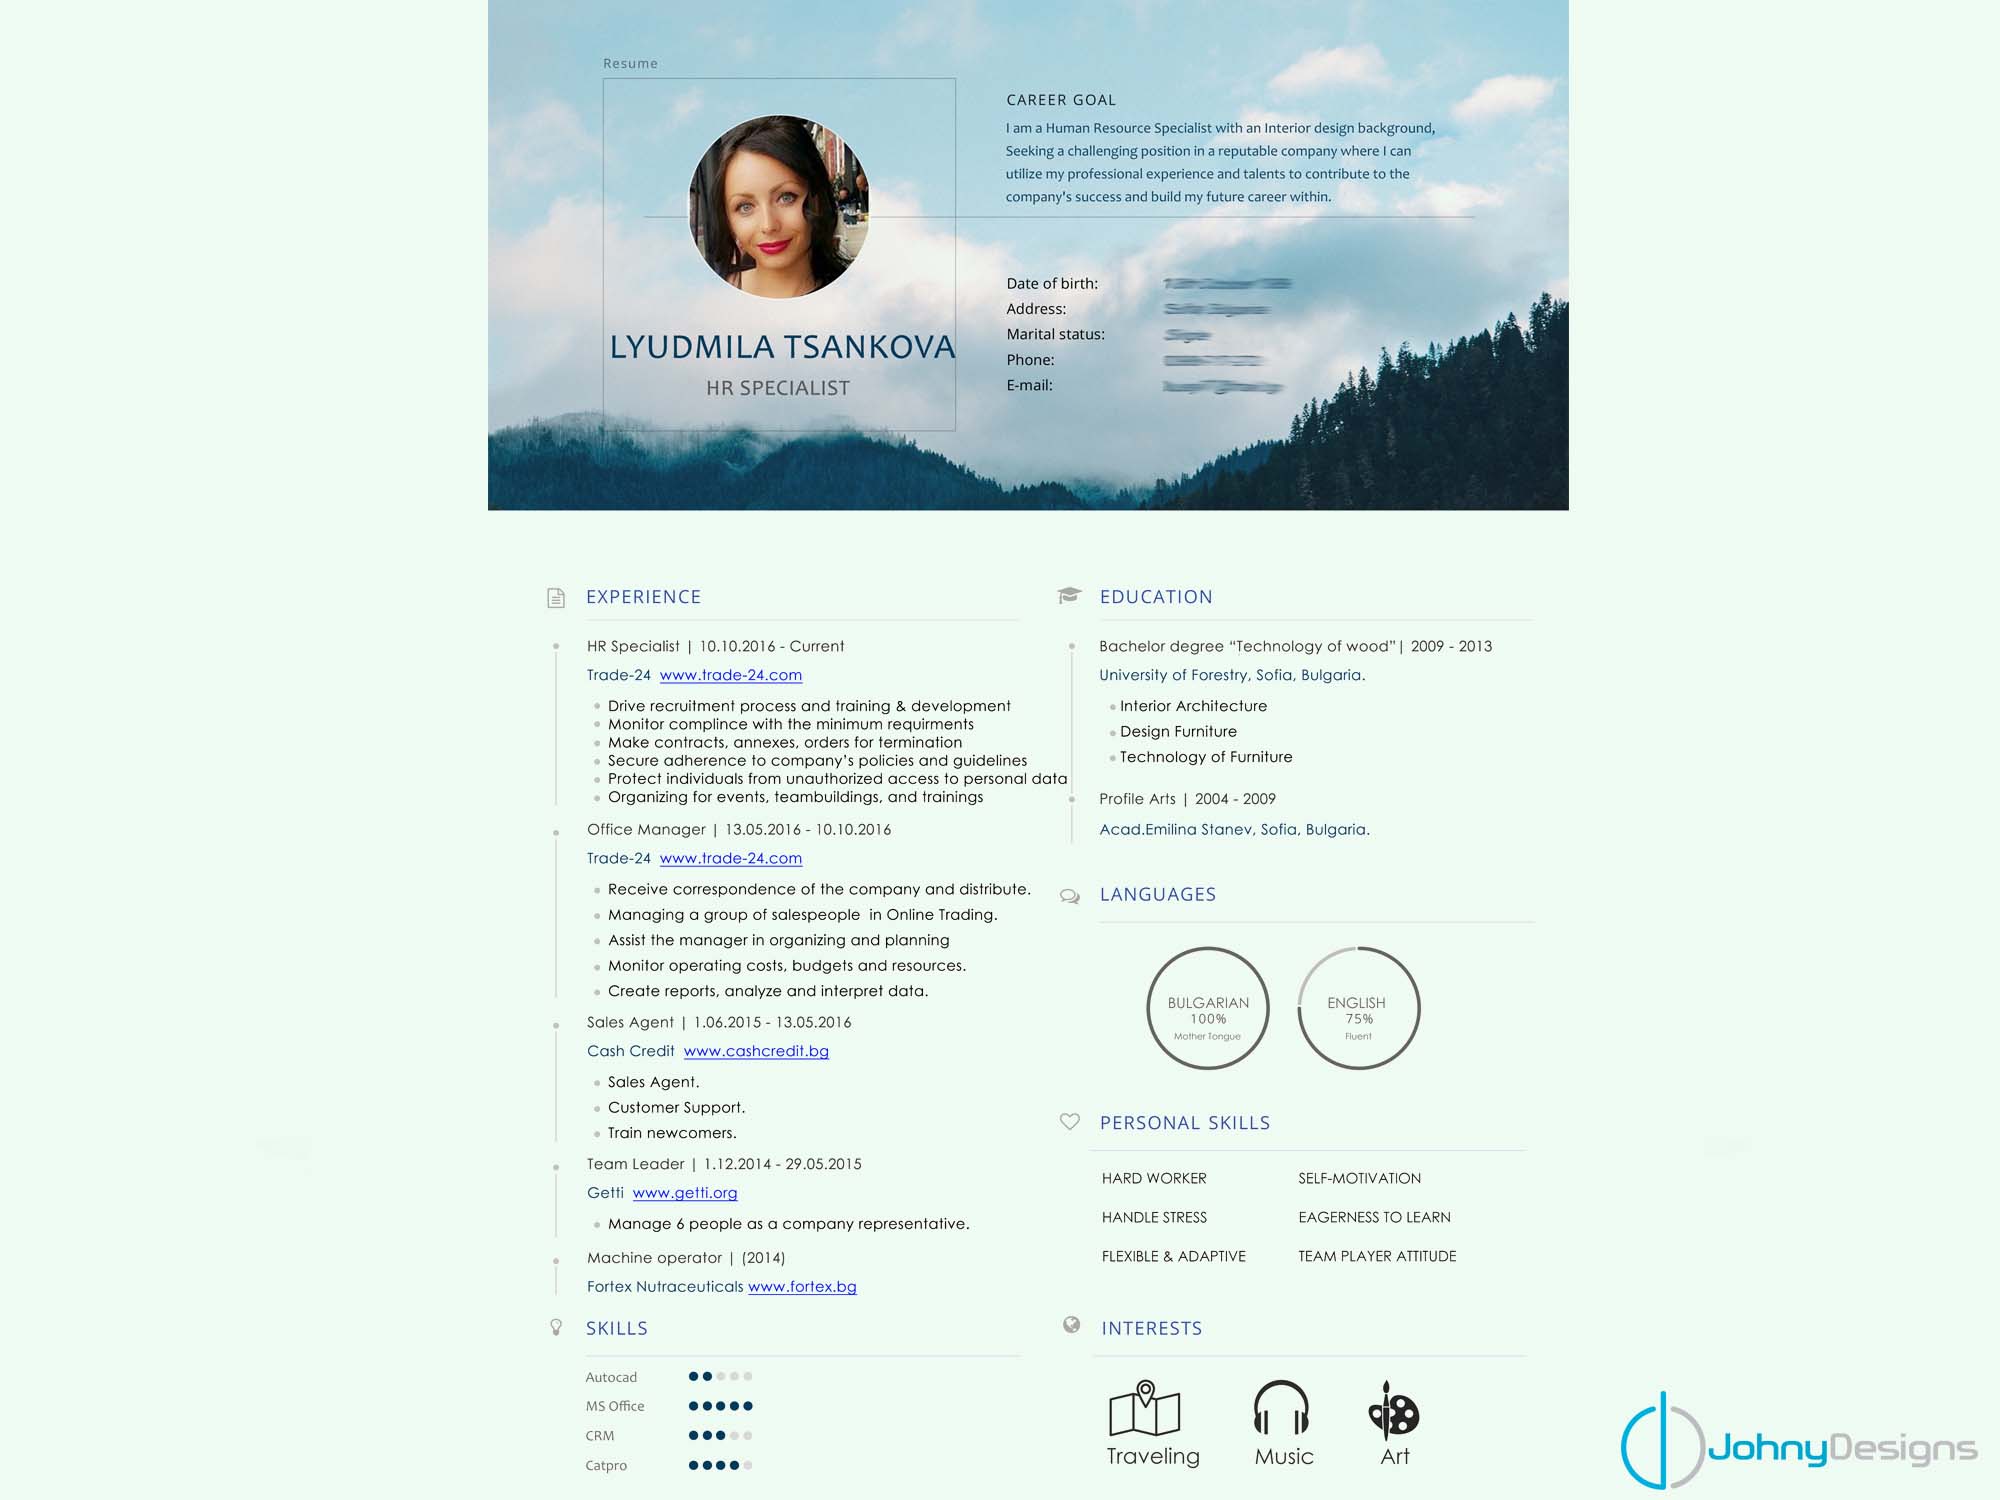 Resume
LYUDMILA TSANKOVA
HR SPECIALIST
CAREER GOAL
I am a Human Resource Specialist with an Interior design background,
Seeking a challenging position in a reputable company where I can
utilize my professional experience and talents to contribute to the
company's success and build my future career within.
Date of birth:
Address:
Marital status:
Phone:
E-mail:
EXPERIENCE
HR Specialist | 10.10.2016 - Current
Trade-24 www.trade-24.com
Drive recruitment process and training & development
Monitor complince with the minimum requirments
Make contracts, annexes, orders for termination
Secure adherence to company's policies and guidelines
Protect individuals from unauthorized access to personal data
Organizing for events, teambuildings, and trainings
Office Manager | 13.05.2016 - 10.10.2016
Trade-24 www.trade-24.com
Receive correspondence of the company and distribute.
Managing a group of salespeople in Online Trading.
Assist the manager in organizing and planning
Monitor operating costs, budgets and resources.
Create reports, analyze and interpret data.
Sales Agent | 1.06.2015 - 13.05.2016
Cash Credit www.cashcredit.bg
Sales Agent.
Customer Support.
Train newcomers.
Team Leader | 1.12.2014 - 29.05.2015
Getti www.getti.org
Manage 6 people as a company representative.
Machine operator | (2014)
Fortex Nutraceuticals www.fortex.bg
SKILLS
Autocad
MS Office
CRM
Catpro
EDUCATION
Bachelor degree “Technology of wood”| 2009 - 2013
University of Forestry, Sofia, Bulgaria.
Interior Architecture
Design Furniture
Technology of Furniture
Profile Arts | 2004 - 2009
Acad.Emilina Stanev, Sofia, Bulgaria.
LANGUAGES
BULGARIAN
100%
Mother Tongue
ENGLISH
75%
Fluent
PERSONAL SKILLS
HARD WORKER
SELF-MOTIVATION
HANDLE STRESS
EAGERNESS TO LEARN
FLEXIBLE & ADAPTIVE
TEAM PLAYER ATTITUDE
INTERESTS
Traveling
Music
Art
JohnyDesigns